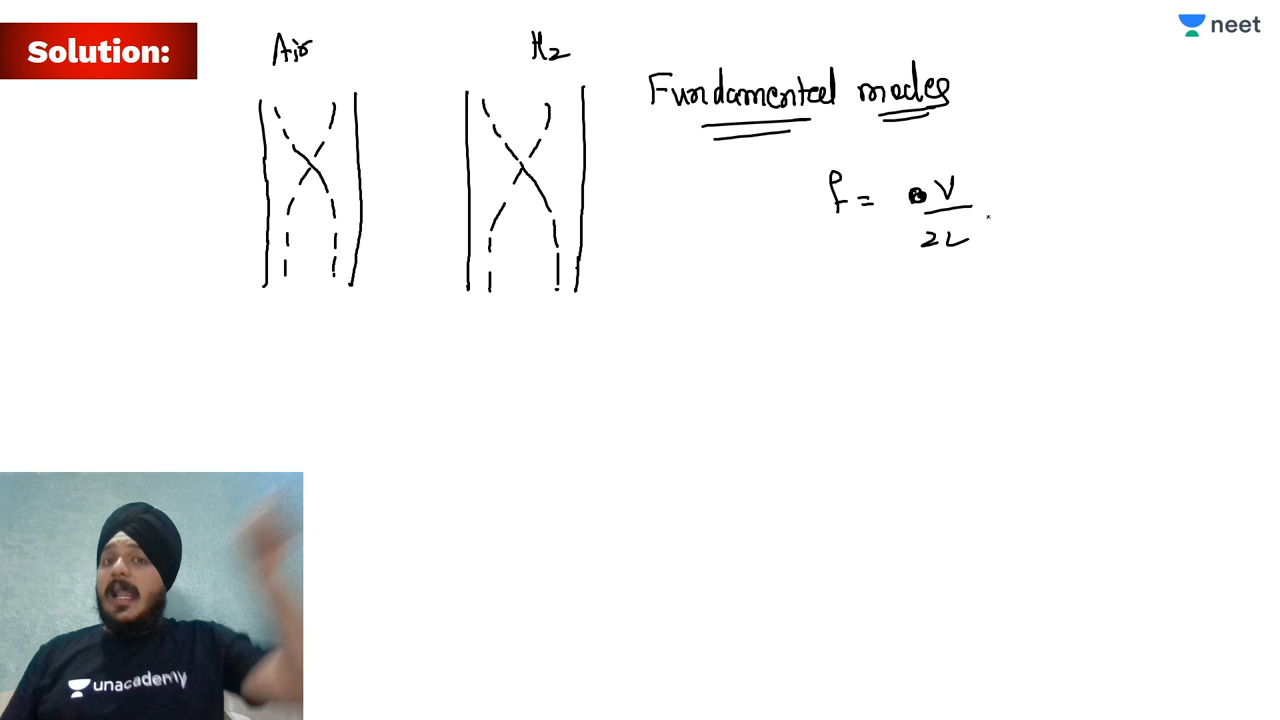 Solution:
Air
H2
Fundamental modes
f = V
2L
neet
unacademy